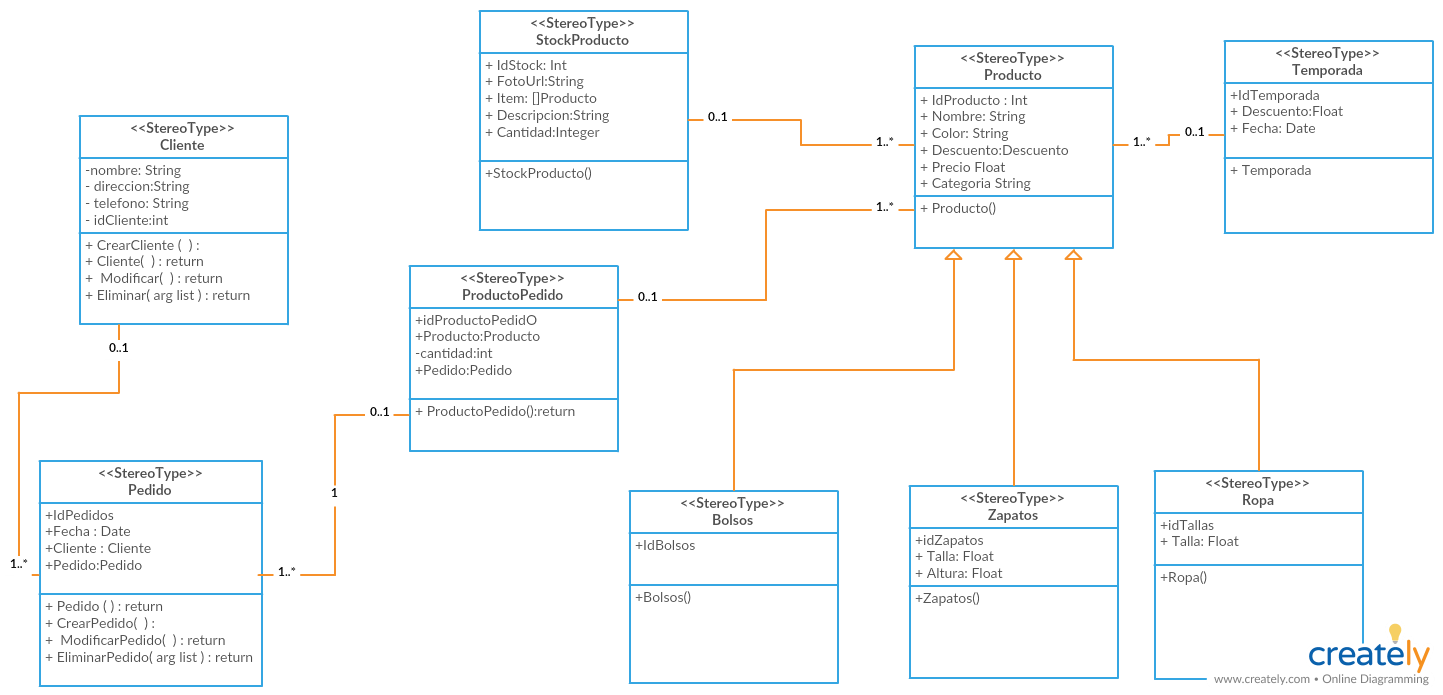 <<StereoType>>
StockProducto
+ IdStock: Int
+ FotoUrl:String
+ Item: []Producto
+ Descripcion:String
+ Cantidad:Integer
+StockProducto()
<<StereoType>>
Producto
+ IdProducto : Int
+ Nombre: String
+ Color: String
+ Descuento:Descuento
+ Precio Float
+ Categoria String
+ Producto()
<<StereoType>>
Temporada
+IdTemporada
+ Descuento:Float
+ Fecha: Date
+ Temporada
0..1
1..*
1..*
0..1
<<StereoType>>
Cliente
-nombre: String
- direccion:String
- telefono: String
- idCliente:int
+ CrearCliente ( ) :
+ Cliente( ) : return
+ Modificar( ) : return
+ Eliminar( arg list ) : return
1..*
0..1
<<StereoType>>
ProductoPedido
+idProductoPedidO
+Producto:Producto
-cantidad:int
+Pedido:Pedido
+ ProductoPedido():return
0..1
0..1
1
1..*
1..*
<<StereoType>>
Pedido
+IdPedidos
+Fecha : Date
+Cliente : Cliente
+Pedido:Pedido
+ Pedido ( ) : return
+ CrearPedido( ) :
+ ModificarPedido( ) : return
+ EliminarPedido( arg list ) : return
<<StereoType>>
Bolsos
+IdBolsos
+Bolsos()
<<StereoType>>
Zapatos
+idZapatos
+ Talla: Float
+ Altura: Float
+Zapatos()
<<StereoType>>
Ropa
+idTallas
+ Talla: Float
+Ropa()
creately
www.creately.com • Online Diagramming